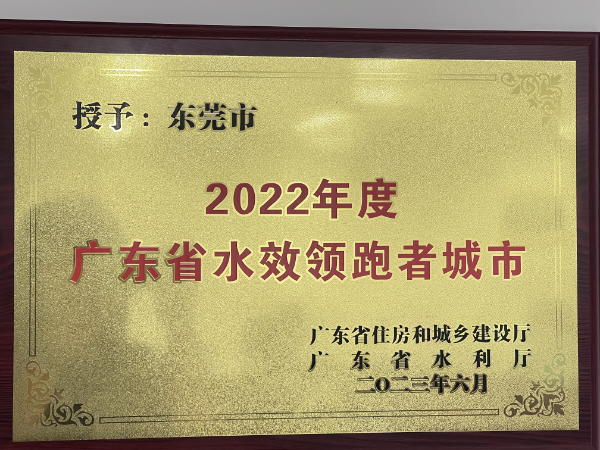 授予：东莞市
2022年度
广东省水效领跑者城市
广东省住房和城乡建设厅
广东省水利厅
二〇二三年六月